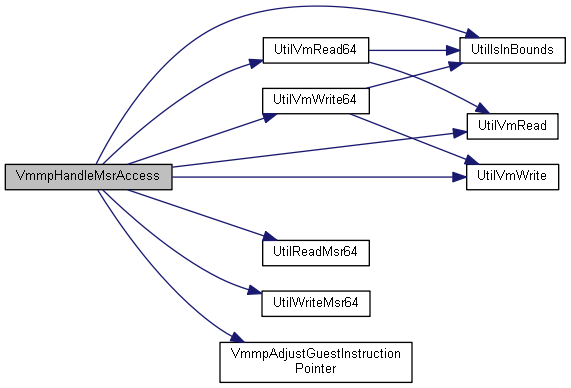 UtilVmRead64
UtilIsInBounds
UtilVmWrite64
UtilVmRead
VmmpHandleMsrAccess
UtilVmWrite
UtilReadMsr64
UtilWriteMsr64
VmmpAdjustGuestInstruction
Pointer